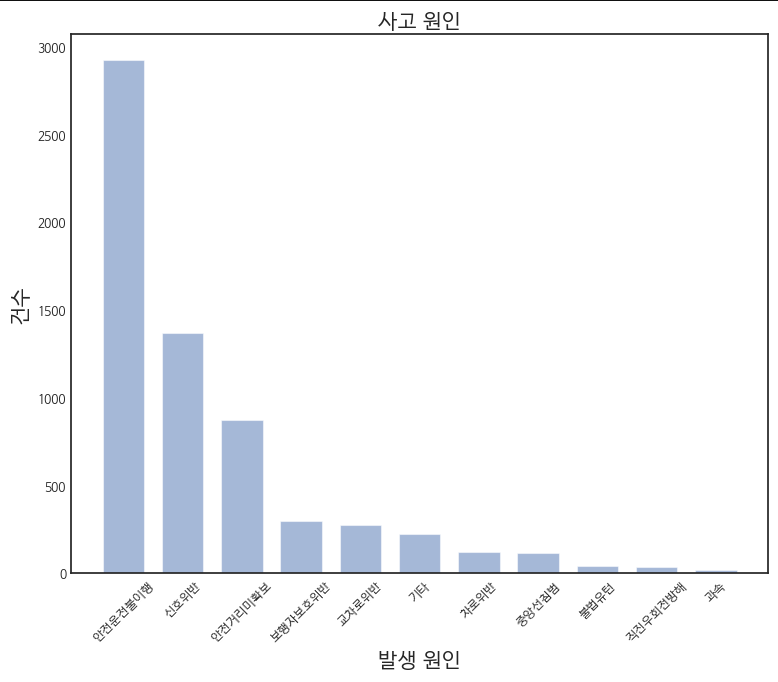 사고 원인
건수
3000
2500
2000
1500
1000
500
0
안전운전불이행
신호위반
안전거리미확보
보행자보호위반
교차로위반
기타
차로위반
중앙선침범
불법유턴
직진우회전방해
과속
발생 원인